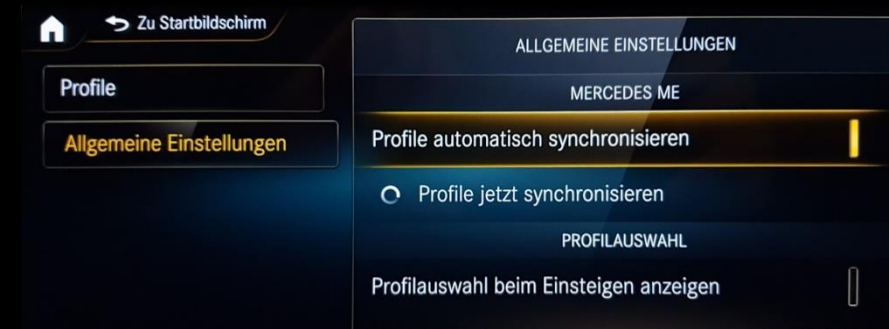 Zu Startbildschirm
Profile
Allgemeine Einstellungen
ALLGEMEINE EINSTELLUNGEN
MERCEDES ME
Profile automatisch synchronisieren
Profile jetzt synchronisieren
PROFILAUSWAHL
Profilauswahl beim Einsteigen anzeigen